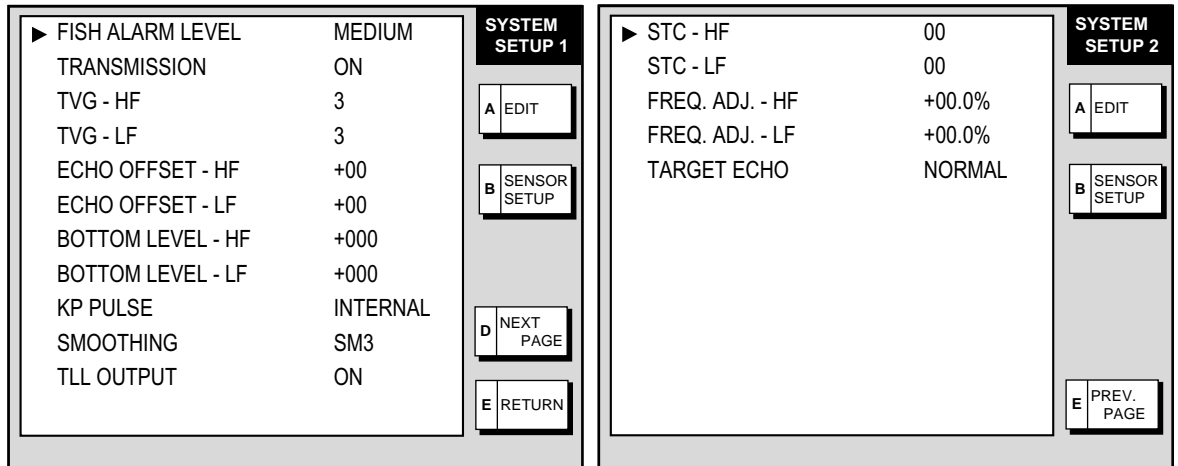 FISH ALARM LEVEL MEDIUM
TRANSMISSION ON
TVG - HF 3
TVG - LF 3
ECHO OFFSET - HF +00
ECHO OFFSET - LF +00
BOTTOM LEVEL - HF +000
BOTTOM LEVEL - LF +000
KP PULSE INTERNAL
SMOOTHING SM3
TLL OUTPUT ON
SYSTEM
SETUP 1
A EDIT
B SENSOR
SETUP
D NEXT
PAGE
E RETURN
STC - HF 00
STC - LF 00
FREQ. ADJ. - HF +00.0%
FREQ. ADJ. - LF +00.0%
TARGET ECHO NORMAL
SYSTEM
SETUP 2
A EDIT
B SENSOR
SETUP
E PREV.
PAGE